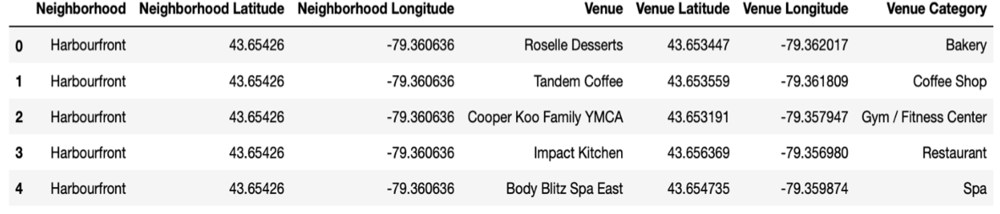 Neighborhood Neighborhood Latitude Neighborhood Longitude Venue Venue Latitude Venue Longitude Venue Category
0 Harbourfront 43.65426 -79.360636 Roselle Desserts 43.653447 -79.362017 Bakery
1 Harbourfront 43.65426 -79.360636 Tandem Coffee 43.653559 -79.361809 Coffee Shop
2 Harbourfront 43.65426 -79.360636 Cooper Koo Family YMCA 43.653191 -79.357947 Gym / Fitness Center
3 Harbourfront 43.65426 -79.360636 Impact Kitchen 43.656369 -79.356980 Restaurant
4 Harbourfront 43.65426 -79.360636 Body Blitz Spa East 43.654735 -79.359874 Spa